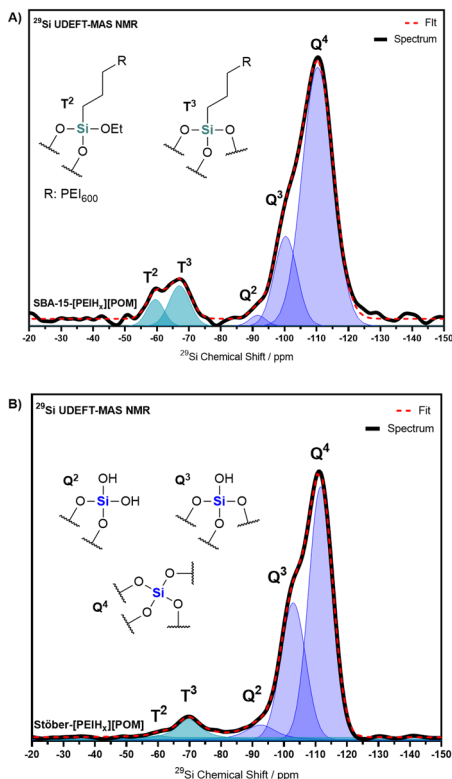 A)
²⁹Si UDEFT-MAS NMR
Q⁴
Fit
Spectrum
R
R
T²
T³
O
Si
OEt
O
O
Si
O
O
R: PEI₆₀₀
Q³
T²
T³
Q²
SBA-15-[PEIHₓ][POM]
-20 -30 -40 -50 -60 -70 -80 -90 -100 -110 -120 -130 -140 -150
²⁹Si Chemical Shift / ppm
B)
²⁹Si UDEFT-MAS NMR
Fit
Spectrum
Q⁴
Q²
OH
O
Si
OH
O
Q³
OH
O
Si
O
O
Q⁴
O
O
Si
O
O
Q³
T²
T³
Q²
Stöber-[PEIHₓ][POM]
-20 -30 -40 -50 -60 -70 -80 -90 -100 -110 -120 -130 -140 -150
²⁹Si Chemical Shift / ppm